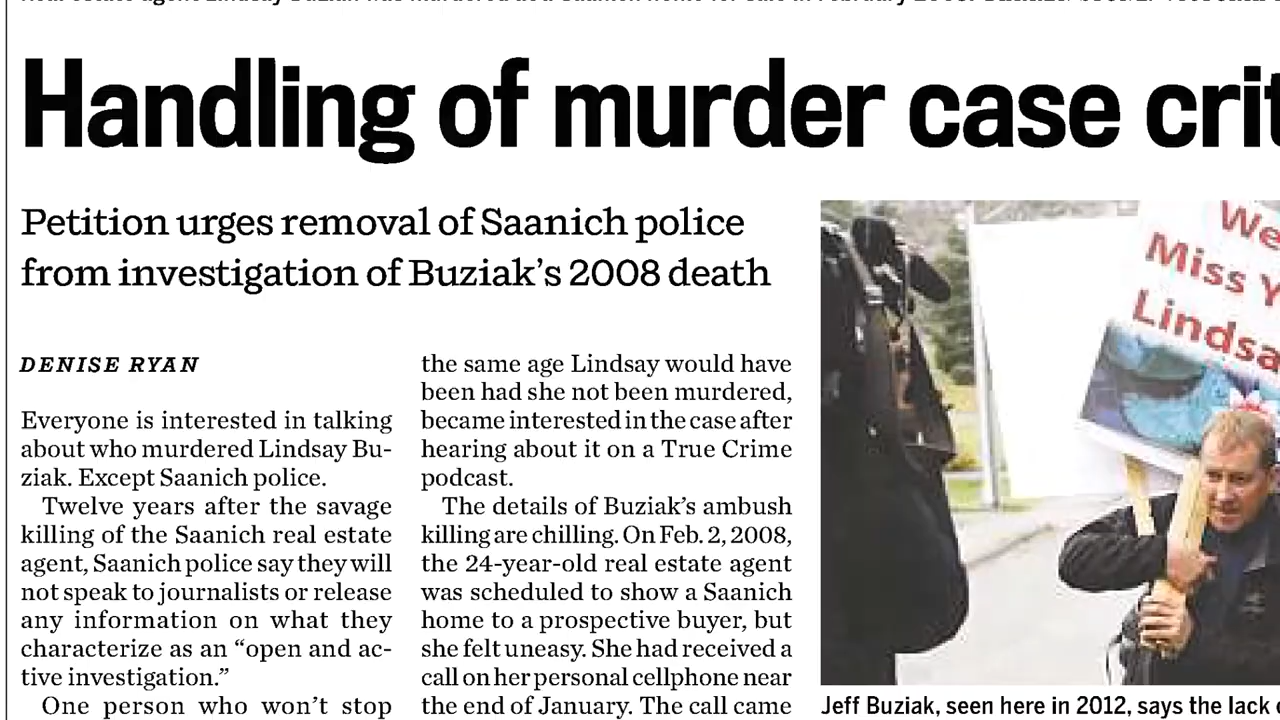 Handling of murder case crit
Petition urges removal of Saanich police
from investigation of Buziak's 2008 death
DENISE RYAN
Everyone is interested in talking
about who murdered Lindsay Bu-
ziak. Except Saanich police.
Twelve years after the savage
killing of the Saanich real estate
agent, Saanich police say they will
not speak to journalists or release
any information on what they
characterize as an “open and ac-
tive investigation.”
One person who won't stop
the same age Lindsay would have
been had she not been murdered,
became interested in the case after
hearing about it on a True Crime
podcast.
The details of Buziak's ambush
killing are chilling. On Feb. 2, 2008,
the 24-year-old real estate agent
was scheduled to show a Saanich
home to a prospective buyer, but
she felt uneasy. She had received a
call on her personal cellphone near
the end of January. The call came
We
Miss Y
Lindsa
Jeff Buziak, seen here in 2012, says the lack